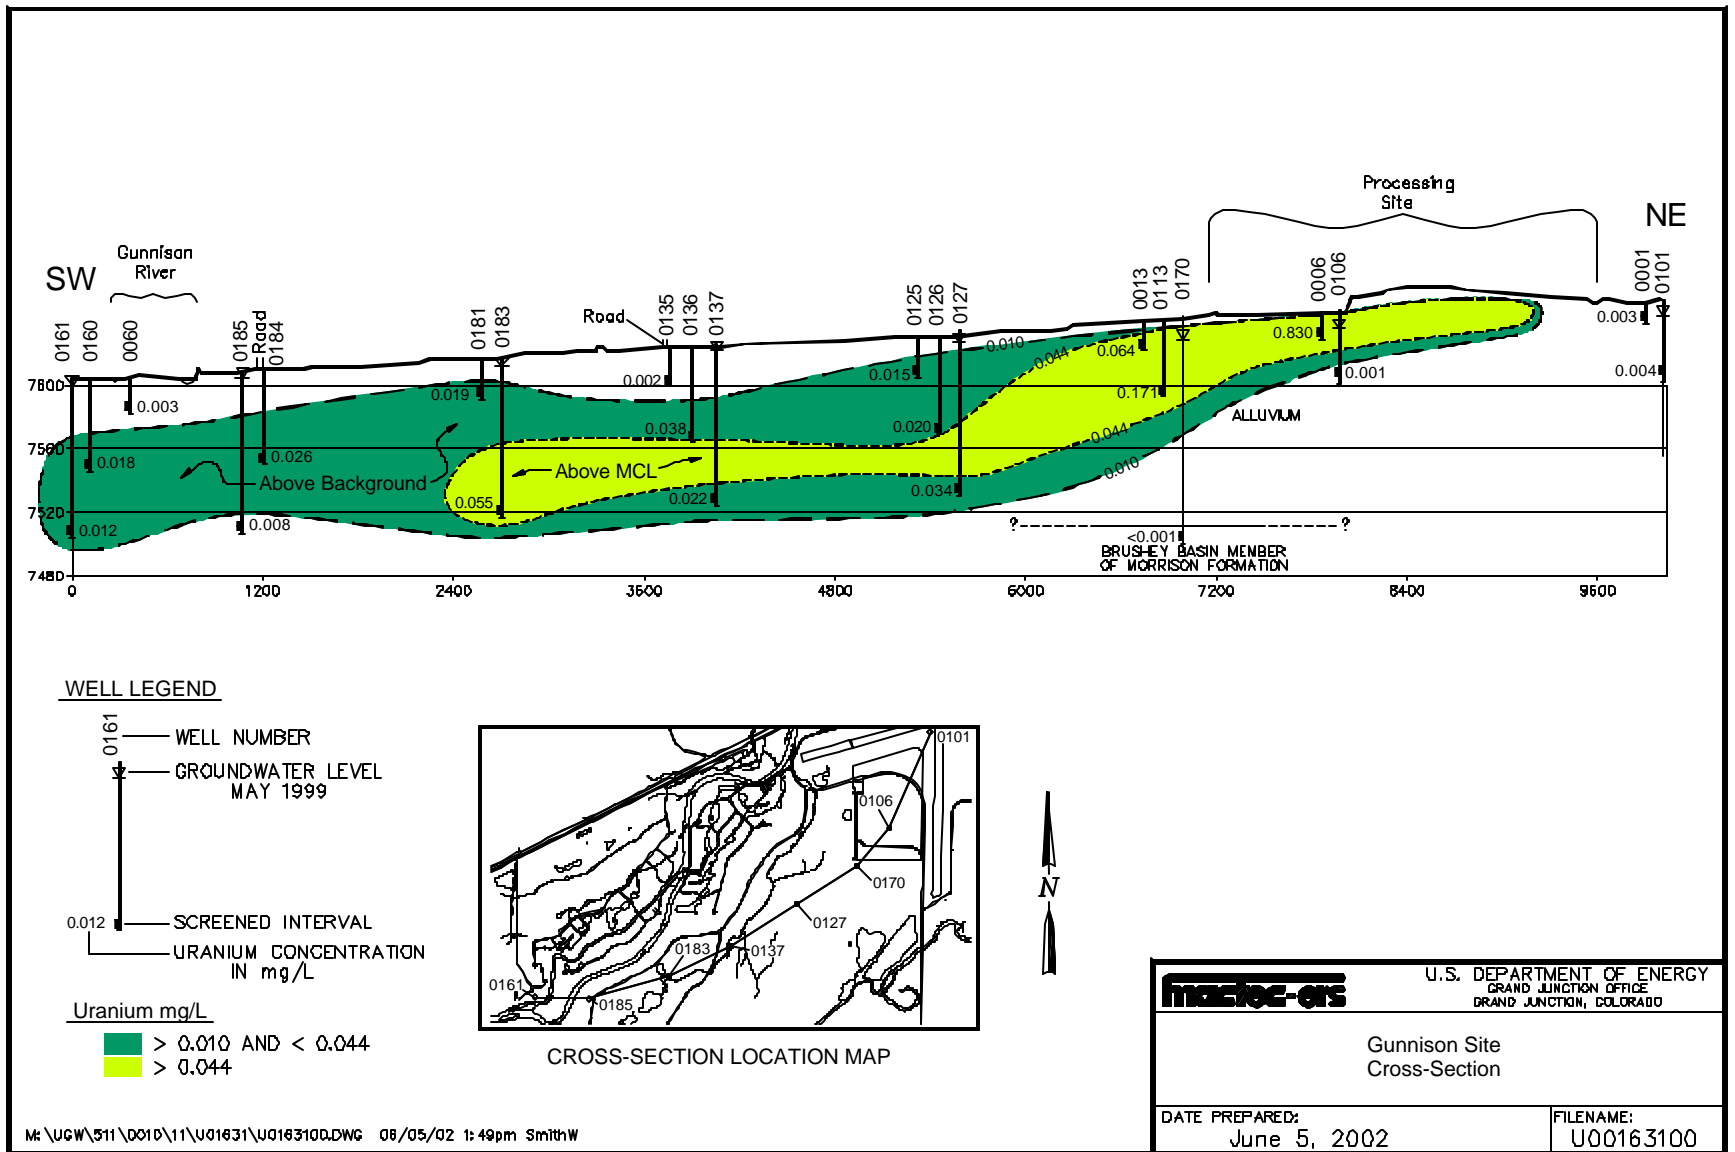 Processing
Site
NE
SW
Gunnison
River
0161
0160
0060
0185
Road
0184
0181
0183
Road
0135
0136
0137
0125
0126
0127
0013
0113
0170
0006
0106
0001
0101
7600
7560
7520
7480
0.003
0.018
0.012
0.026
0.008
0.019
0.055
0.002
0.038
0.022
0.015
0.020
0.034
0.010
0.044
0.064
0.171
0.044
0.010
0.830
0.001
0.003
0.004
<0.001
Above Background
Above MCL
ALLUVIUM
? ?
BRUSHEY BASIN MEMBER
OF MORRISON FORMATION
0 1200 2400 3600 4800 6000 7200 8400 9600
WELL LEGEND
0161
WELL NUMBER
GROUNDWATER LEVEL
MAY 1999
0.012
SCREENED INTERVAL
URANIUM CONCENTRATION
IN mg/L
Uranium mg/L
> 0.010 AND < 0.044
> 0.044
0101
0106
0170
0127
0137
0183
0185
0161
CROSS-SECTION LOCATION MAP
N
mactec-ers
U.S. DEPARTMENT OF ENERGY
GRAND JUNCTION OFFICE
GRAND JUNCTION, COLORADO
Gunnison Site
Cross-Section
DATE PREPARED:
June 5, 2002
FILENAME:
U00163100
M:\UGW\511\0010\11\U01631\U0163100.DWG 06/05/02 1:49pm SmithW